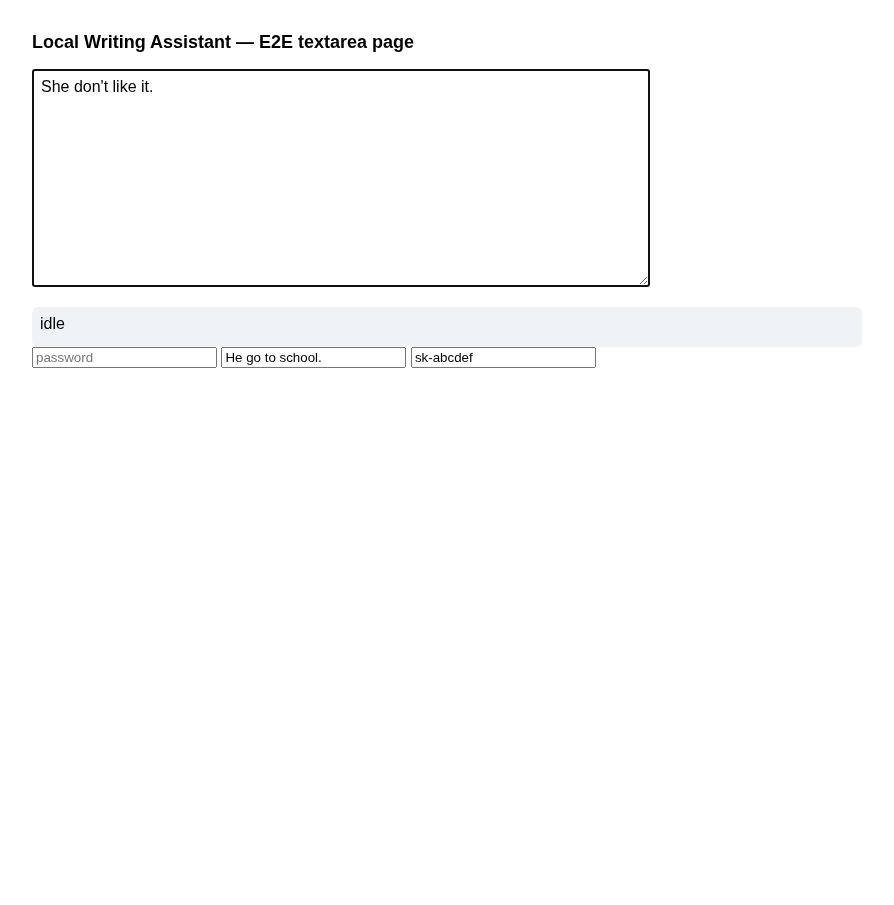 Local Writing Assistant — E2E textarea page
She don't like it.
idle
password He go to school. sk-abcdef